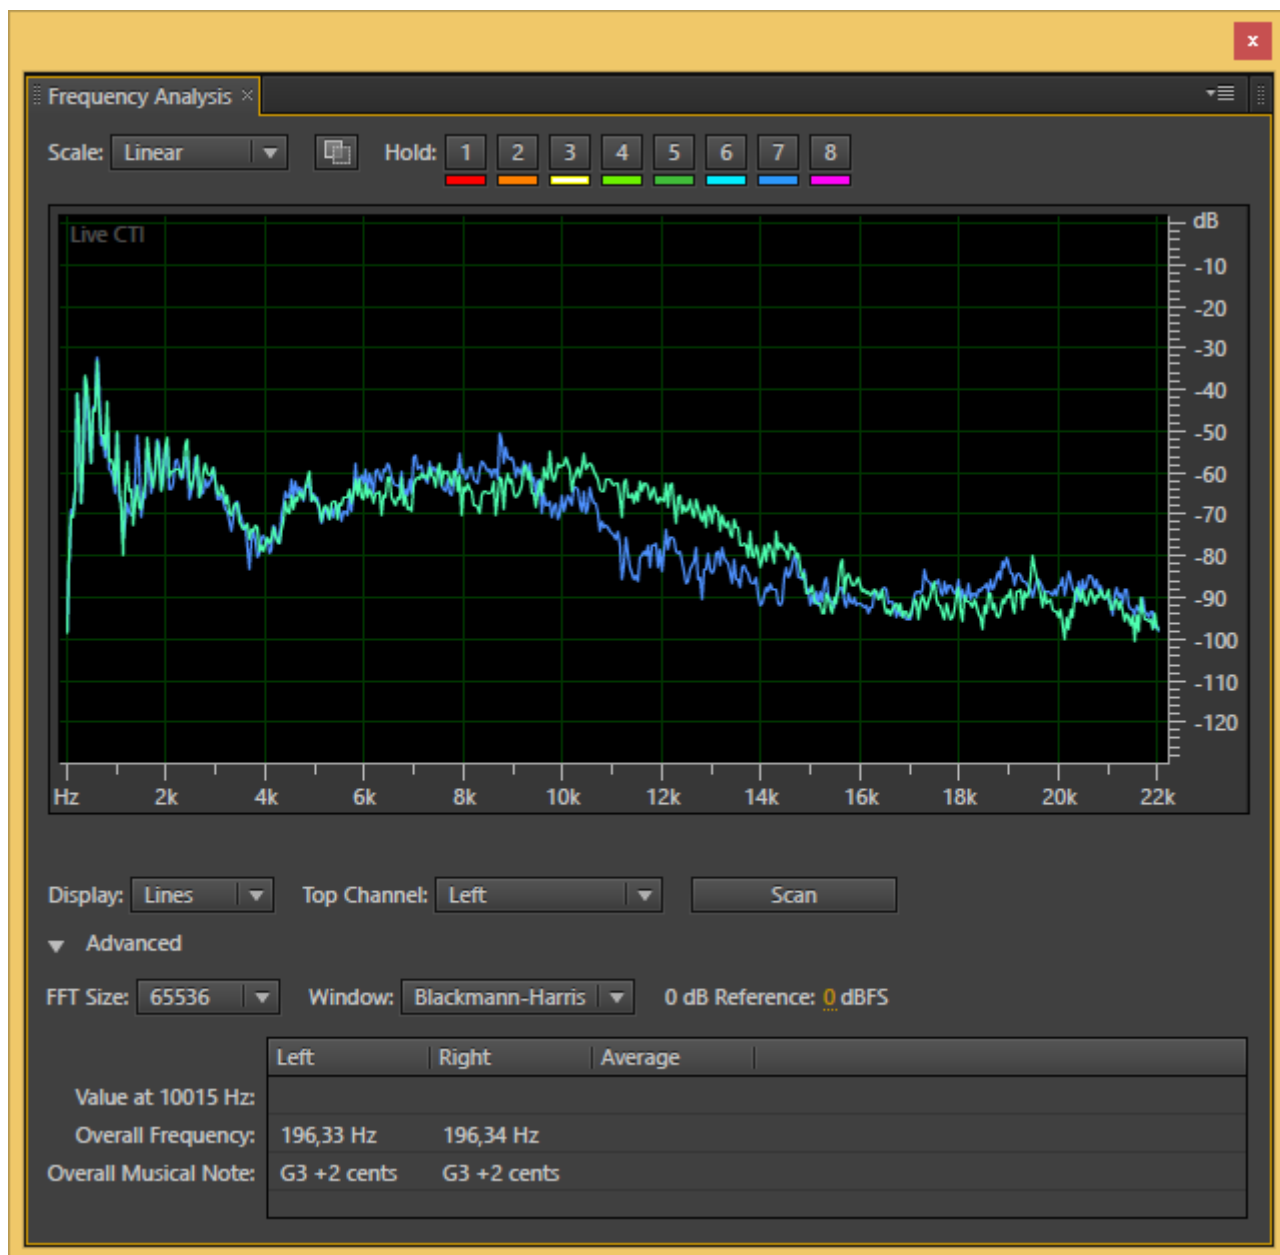 x
Frequency Analysis ×
Scale: Linear Hold: 1 2 3 4 5 6 7 8
Live CTI
dB
-10
-20
-30
-40
-50
-60
-70
-80
-90
-100
-110
-120
Hz 2k 4k 6k 8k 10k 12k 14k 16k 18k 20k 22k
Display: Lines Top Channel: Left Scan
Advanced
FFT Size: 65536 Window: Blackmann-Harris 0 dB Reference: 0 dBFS
Left Right Average
Value at 10015 Hz:
Overall Frequency: 196,33 Hz 196,34 Hz
Overall Musical Note: G3 +2 cents G3 +2 cents